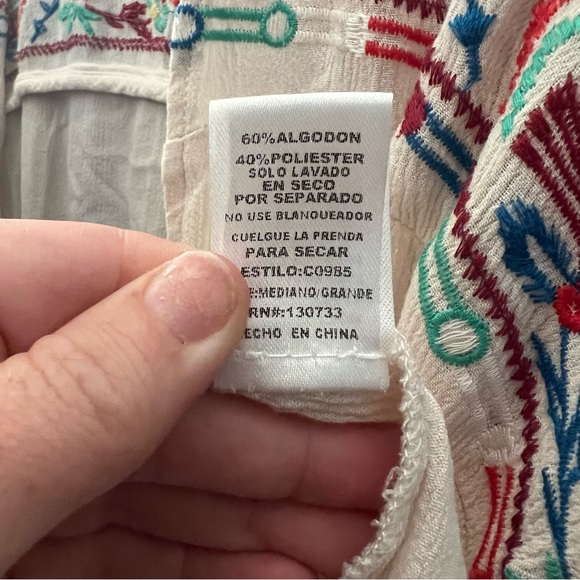 60%ALGODON
40%POLIESTER
SOLO LAVADO
EN SECO
POR SEPARADO
NO USE BLANQUEADOR
CUELGUE LA PRENDA
PARA SECAR
ESTILO:C0985
:MEDIANO/GRANDE
RN#:130733
ECHO EN CHINA